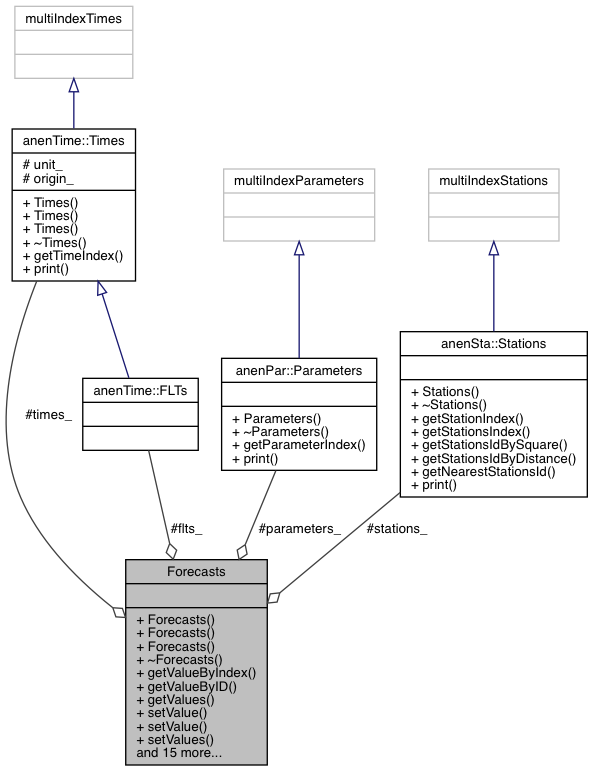 multiIndexTimes
anenTime::Times
# unit_
# origin_
+ Times()
+ Times()
+ Times()
+ ~Times()
+ getTimeIndex()
+ print()
multiIndexParameters
multiIndexStations
anenSta::Stations
+ Stations()
+ ~Stations()
+ getStationIndex()
+ getStationsIndex()
+ getStationsIdBySquare()
+ getStationsIdByDistance()
+ getNearestStationsId()
+ print()
anenPar::Parameters
+ Parameters()
+ ~Parameters()
+ getParameterIndex()
+ print()
anenTime::FLTs
#times_
#flts_
#parameters_
#stations_
Forecasts
+ Forecasts()
+ Forecasts()
+ Forecasts()
+ ~Forecasts()
+ getValueByIndex()
+ getValueByID()
+ getValues()
+ setValue()
+ setValue()
+ setValues()
and 15 more...